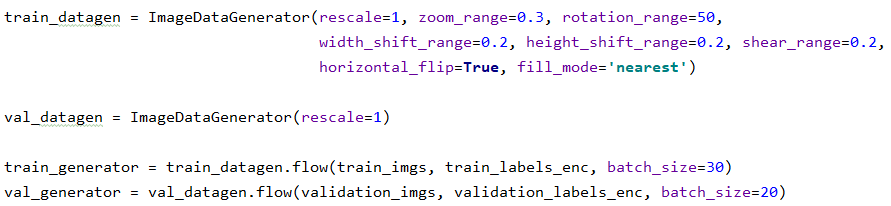 train_datagen = ImageDataGenerator(rescale=1, zoom_range=0.3, rotation_range=50,
                                   width_shift_range=0.2, height_shift_range=0.2, shear_range=0.2,
                                   horizontal_flip=True, fill_mode='nearest')

val_datagen = ImageDataGenerator(rescale=1)

train_generator = train_datagen.flow(train_imgs, train_labels_enc, batch_size=30)
val_generator = val_datagen.flow(validation_imgs, validation_labels_enc, batch_size=20)